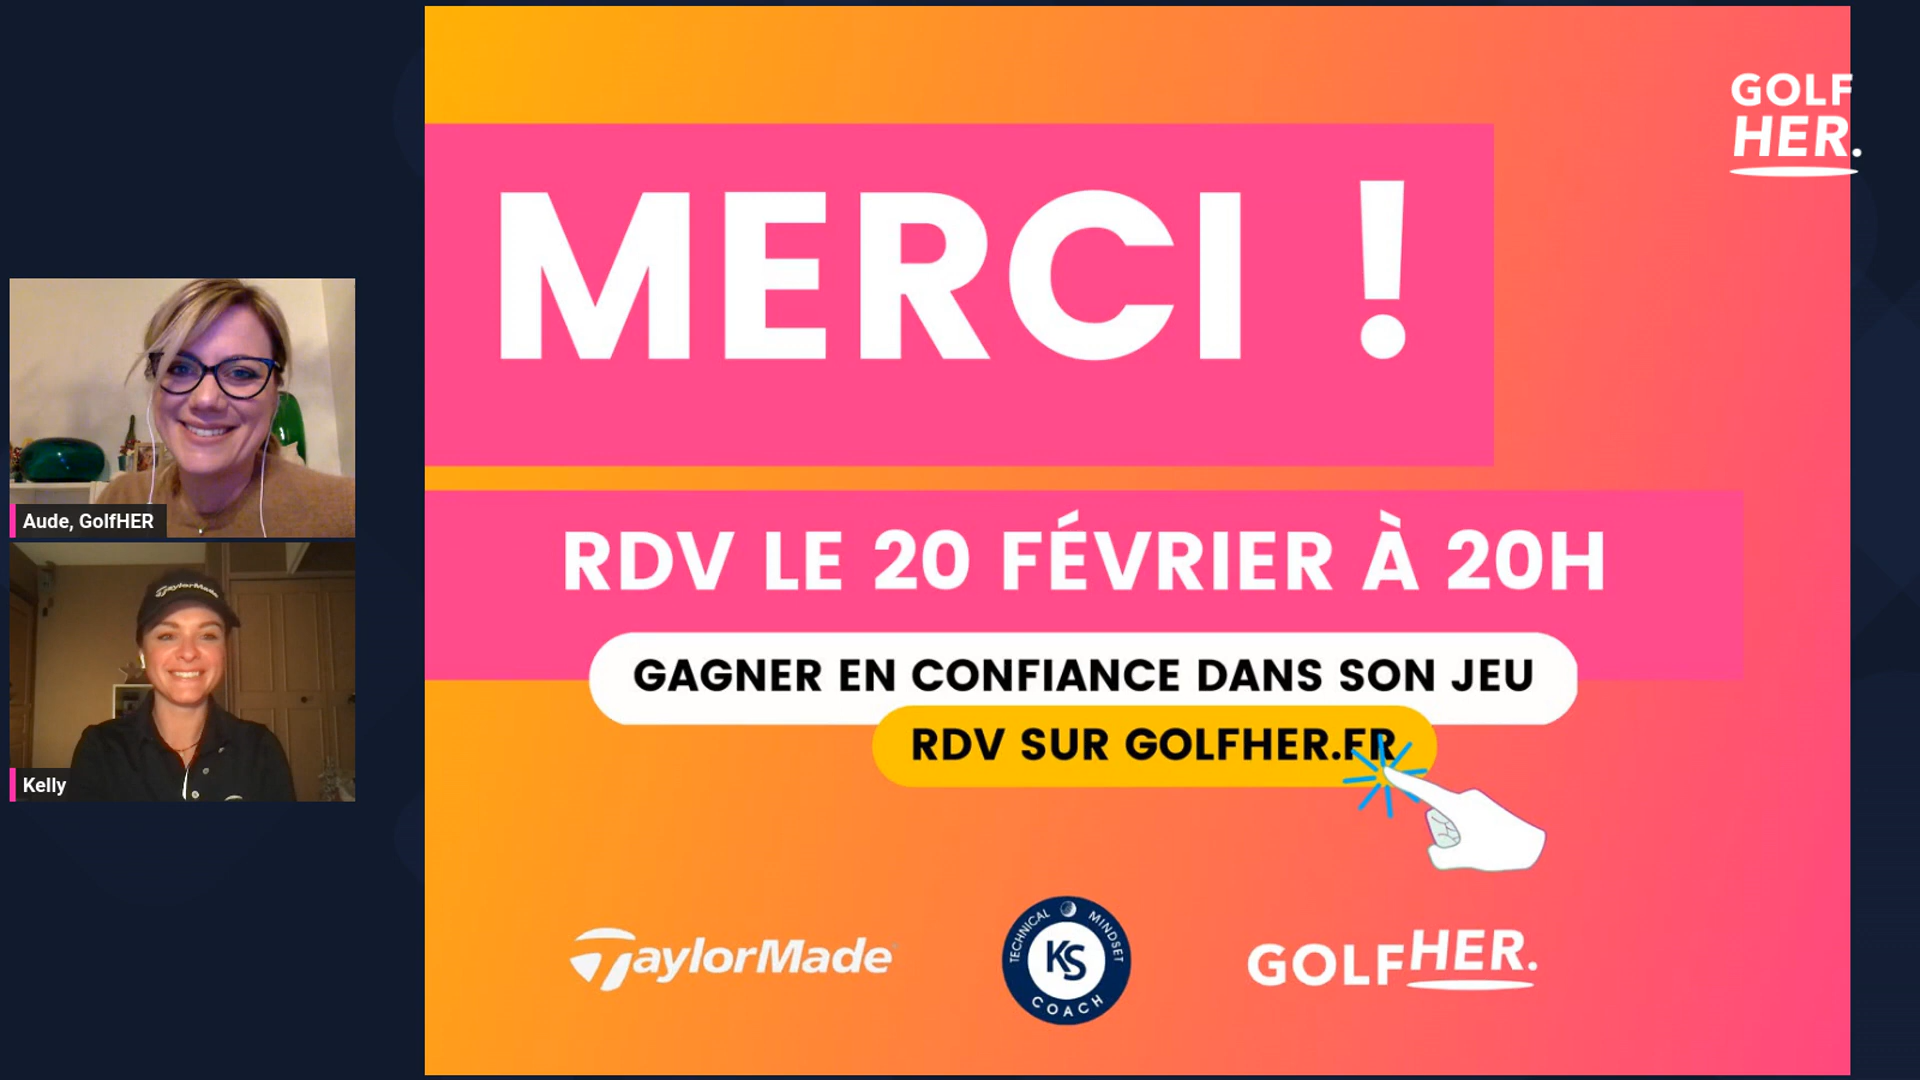 GOLF
HER.
MERCI !
RDV LE 20 FÉVRIER À 20H
GAGNER EN CONFIANCE DANS SON JEU
RDV SUR GOLFHER.FR
Aude, GolfHER
TaylorMade
Kelly
TaylorMade
TECHNICAL MINDSET
KS
COACH
GOLFHER.